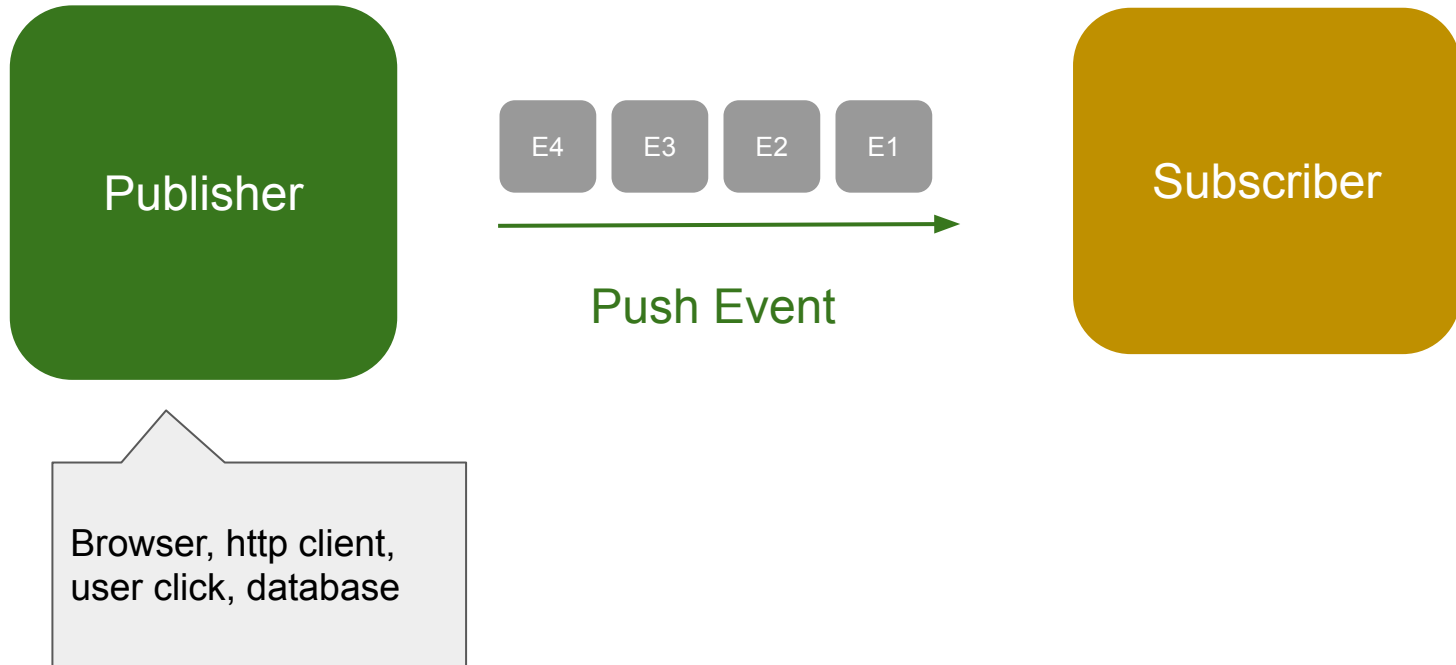 Publisher
E4
E3
E2
E1
Subscriber
Push Event
Browser, http client,
user click, database